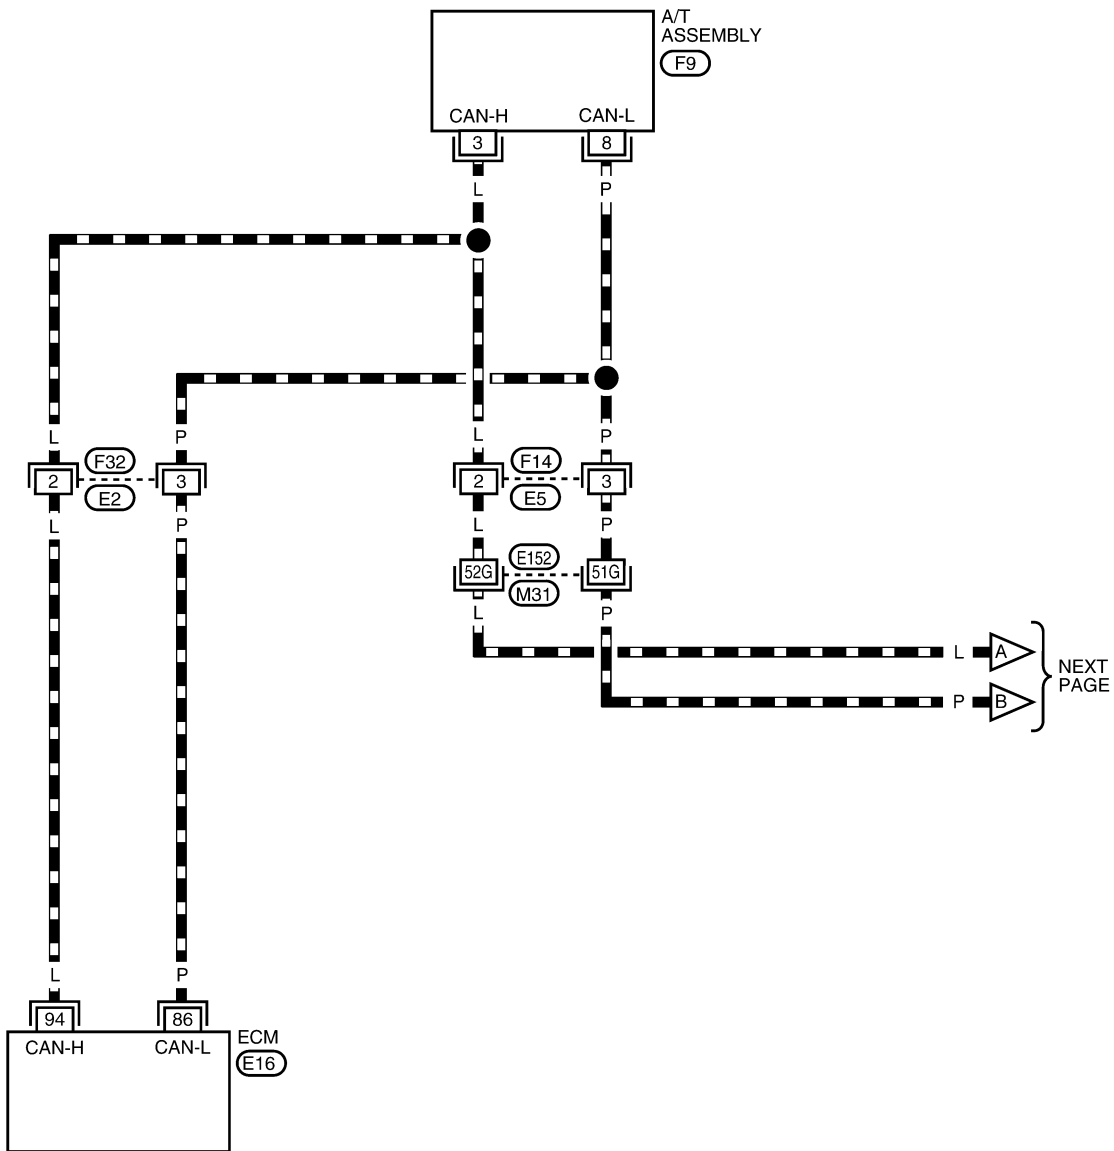 A/T
ASSEMBLY
F9
CAN-H
CAN-L
3
8
L
P
L
P
L
P
F32
F14
2
3
2
3
E2
E5
L
P
L
P
E152
52G
51G
M31
L
P
L
A
NEXT
PAGE
P
B
L
P
94
86
ECM
CAN-H
CAN-L
E16